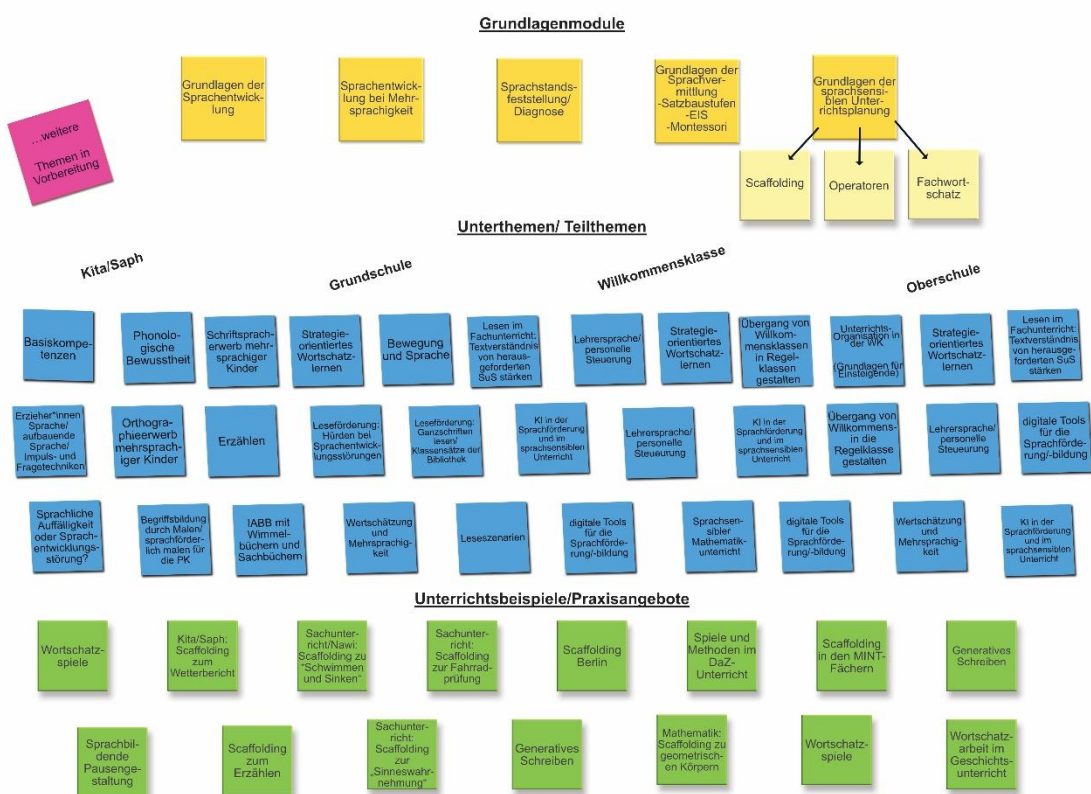 Grundlagenmodule
Grundlagen der
Sprachentwick-
lung
Sprachentwick-
lung bei Mehr-
sprachigkeit
Sprachstands-
feststellung/
Diagnose
Grundlagen der
Sprachver-
mittlung
-Satzbaustufen
-EIS
-Montessori
Grundlagen der
sprachsensi-
blen Unter-
richtsplanung
...weitere
Themen in
Vorbereitung
Scaffolding
Operatoren
Fachwort-
schatz
Unterthemen/ Teilthemen
Kita/Saph
Grundschule
Willkommensklasse
Oberschule
Basiskompe-
tenzen
Phonolo-
gische
Bewusstheit
Schriftsprach-
erwerb mehr-
sprachiger
Kinder
Strategie-
orientiertes
Wortschatz-
lernen
Bewegung
und Sprache
Lesen im
Fachunterricht:
Textverständnis
von heraus-
geforderten
SuS stärken
Lehrersprache/
personelle
Steuerung
Strategie-
orientiertes
Wortschatz-
lernen
Übergang von
Willkom-
mensklassen
in Regel-
klassen
gestalten
Unterrichts-
Organisation in
der WK
(Grundlagen für
Einsteigende)
Strategie-
orientiertes
Wortschatz-
lernen
Lesen im
Fachunterricht:
Textverständnis
von herausge-
forderten SuS
stärken
Erzieher*innen
Sprache/
aufbauende
Sprache/
Impuls- und
Fragetechniken
Orthogra-
phieerwerb
mehrsprach-
iger Kinder
Erzählen
Leseförderung:
Hürden bei
Sprachentwick-
lungsstörungen
Leseförderung:
Ganzschriften
lesen/
Klassensätze der
Bibliothek
KI in der
Sprachförderung
und im
sprachsensiblen
Unterricht
Lehrersprache/
personelle
Steueurung
KI in der
Sprachförderung
und im
sprachsensiblen
Unterricht
Übergang von
Willkommens-
in die
Regelklasse
gestalten
Lehrersprache/
personelle
Steuerung
digitale Tools
für die
Sprachförde-
rung/-bildung
Sprachliche
Auffälligkeit
oder Sprach-
entwicklungs-
störung?
Begriffsbildung
durch Malen/
sprachförder-
lich malen für
die PK
!ABB mit
Wimmel-
büchern und
Sachbüchern
Wortschätzung
und Mehrsprachig-
keit
Leseszenarien
digitale Tools
für die
Sprachförde-
rung/-bildung
Sprachsen-
sibler
Mathematik-
unterricht
digitale Tools
für die
Sprachförde-
rung/-bildung
Wertschätzung
und
Mehrsprachig-
keit
KI in der
Sprachförderung
und im
sprachsensiblen
Unterricht
Unterrichtsbeispiele/Praxisangebote
Wortschatz-
spiele
Kita/Saph:
Scaffolding
zum
Wetterbericht
Sachunter-
richt/Nawi:
Scaffolding zu
"Schwimmen
und Sinken"
Sachunter-
richt:
Scaffolding
zur Fahrrad-
prüfung
Scaffolding
Berlin
Spiele und
Methoden im
DaZ-
Unterricht
Scaffolding
in den MINT-
Fächern
Generatives
Schreiben
Sprachbil-
dende
Pausenge-
staltung
Scaffolding
zum
Erzählen
Sachunter-
richt:
Scaffolding
zur
„Sinneswahr-
nehmung“
Generatives
Schreiben
Mathematik:
Scaffolding zu
geometrisch-
en Körpern
Wortschatz-
spiele
Wortschatz-
arbeit im
Geschichts-
unterricht